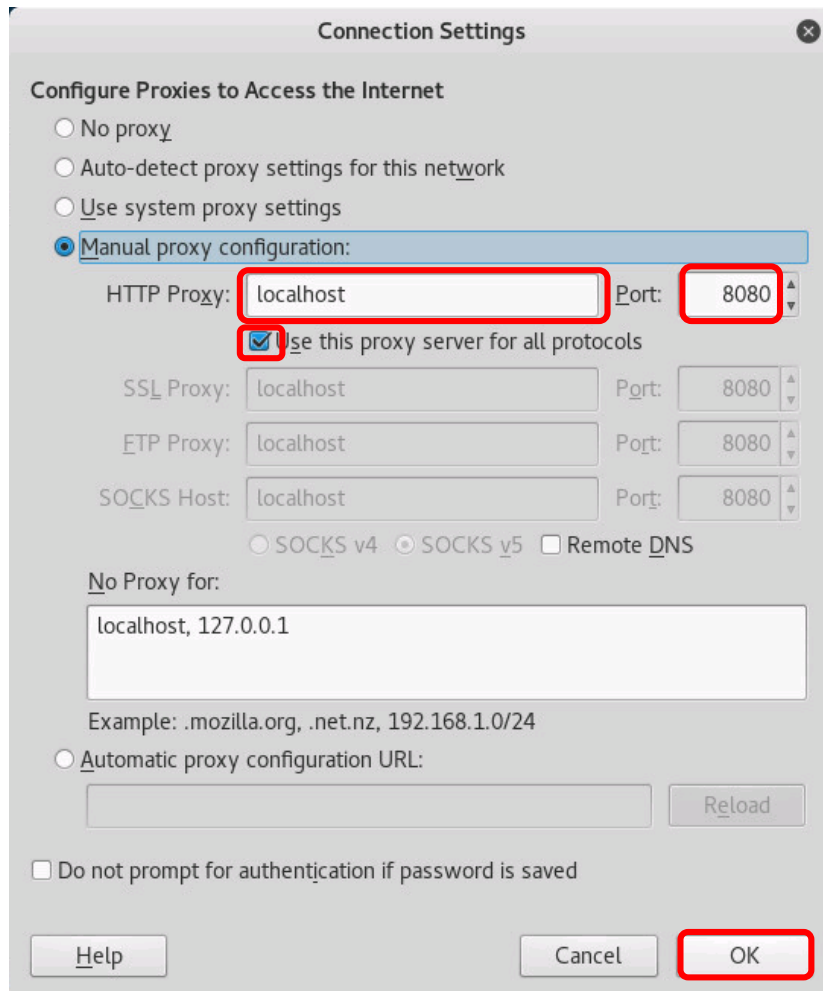 Connection Settings
Configure Proxies to Access the Internet
No proxy
Auto-detect proxy settings for this network
Use system proxy settings
Manual proxy configuration:
HTTP Proxy: localhost Port: 8080
Use this proxy server for all protocols
SSL Proxy: localhost Port: 8080
FTP Proxy: localhost Port: 8080
SOCKS Host: localhost Port: 8080
SOCKS v4 SOCKS v5 Remote DNS
No Proxy for:
localhost, 127.0.0.1
Example: .mozilla.org, .net.nz, 192.168.1.0/24
Automatic proxy configuration URL:
Reload
Do not prompt for authentication if password is saved
Help Cancel OK